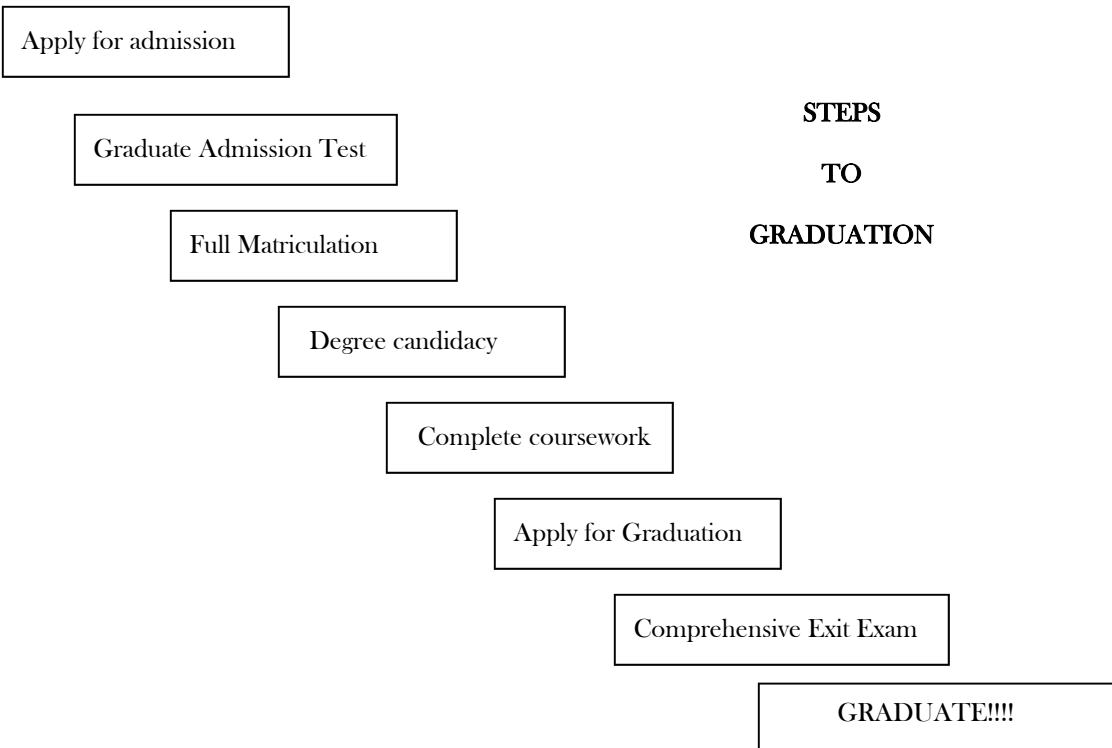 Apply for admission
STEPS
Graduate Admission Test
TO
Full Matriculation
GRADUATION
Degree candidacy
Complete coursework
Apply for Graduation
Comprehensive Exit Exam
GRADUATE!!!!